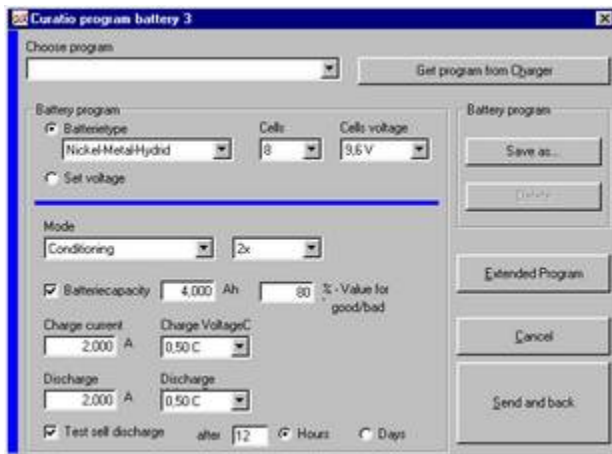 Curatio program battery 3
Choose program
Get program from Charger
Battery program
Batterietype
Cells
Cells voltage
Nickel-Metal-Hydrid
8
9,6 V
Set voltage
Battery program
Save as...
Delete
Mode
Conditioning
2x
Batteriecapacity
4,000 Ah
80
% - Value for
good/bad
Extended Program
Charge current
Charge VoltageC
2,000 A
0,50 C
Cancel
Discharge
Discharge
2,000 A
0,50 C
Send and back
Test sell discharge
after 12
Hours
Days